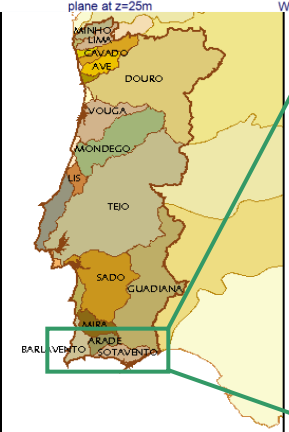 plane at z=25m
W
MINHO
LIMA
CAVADO
AVE
DOURO
VOUGA
MONDEGO
LIS
TEJO
SADO
GUADIANA
MIRA
ARADE
BARLAVENTO
SOTAVENTO